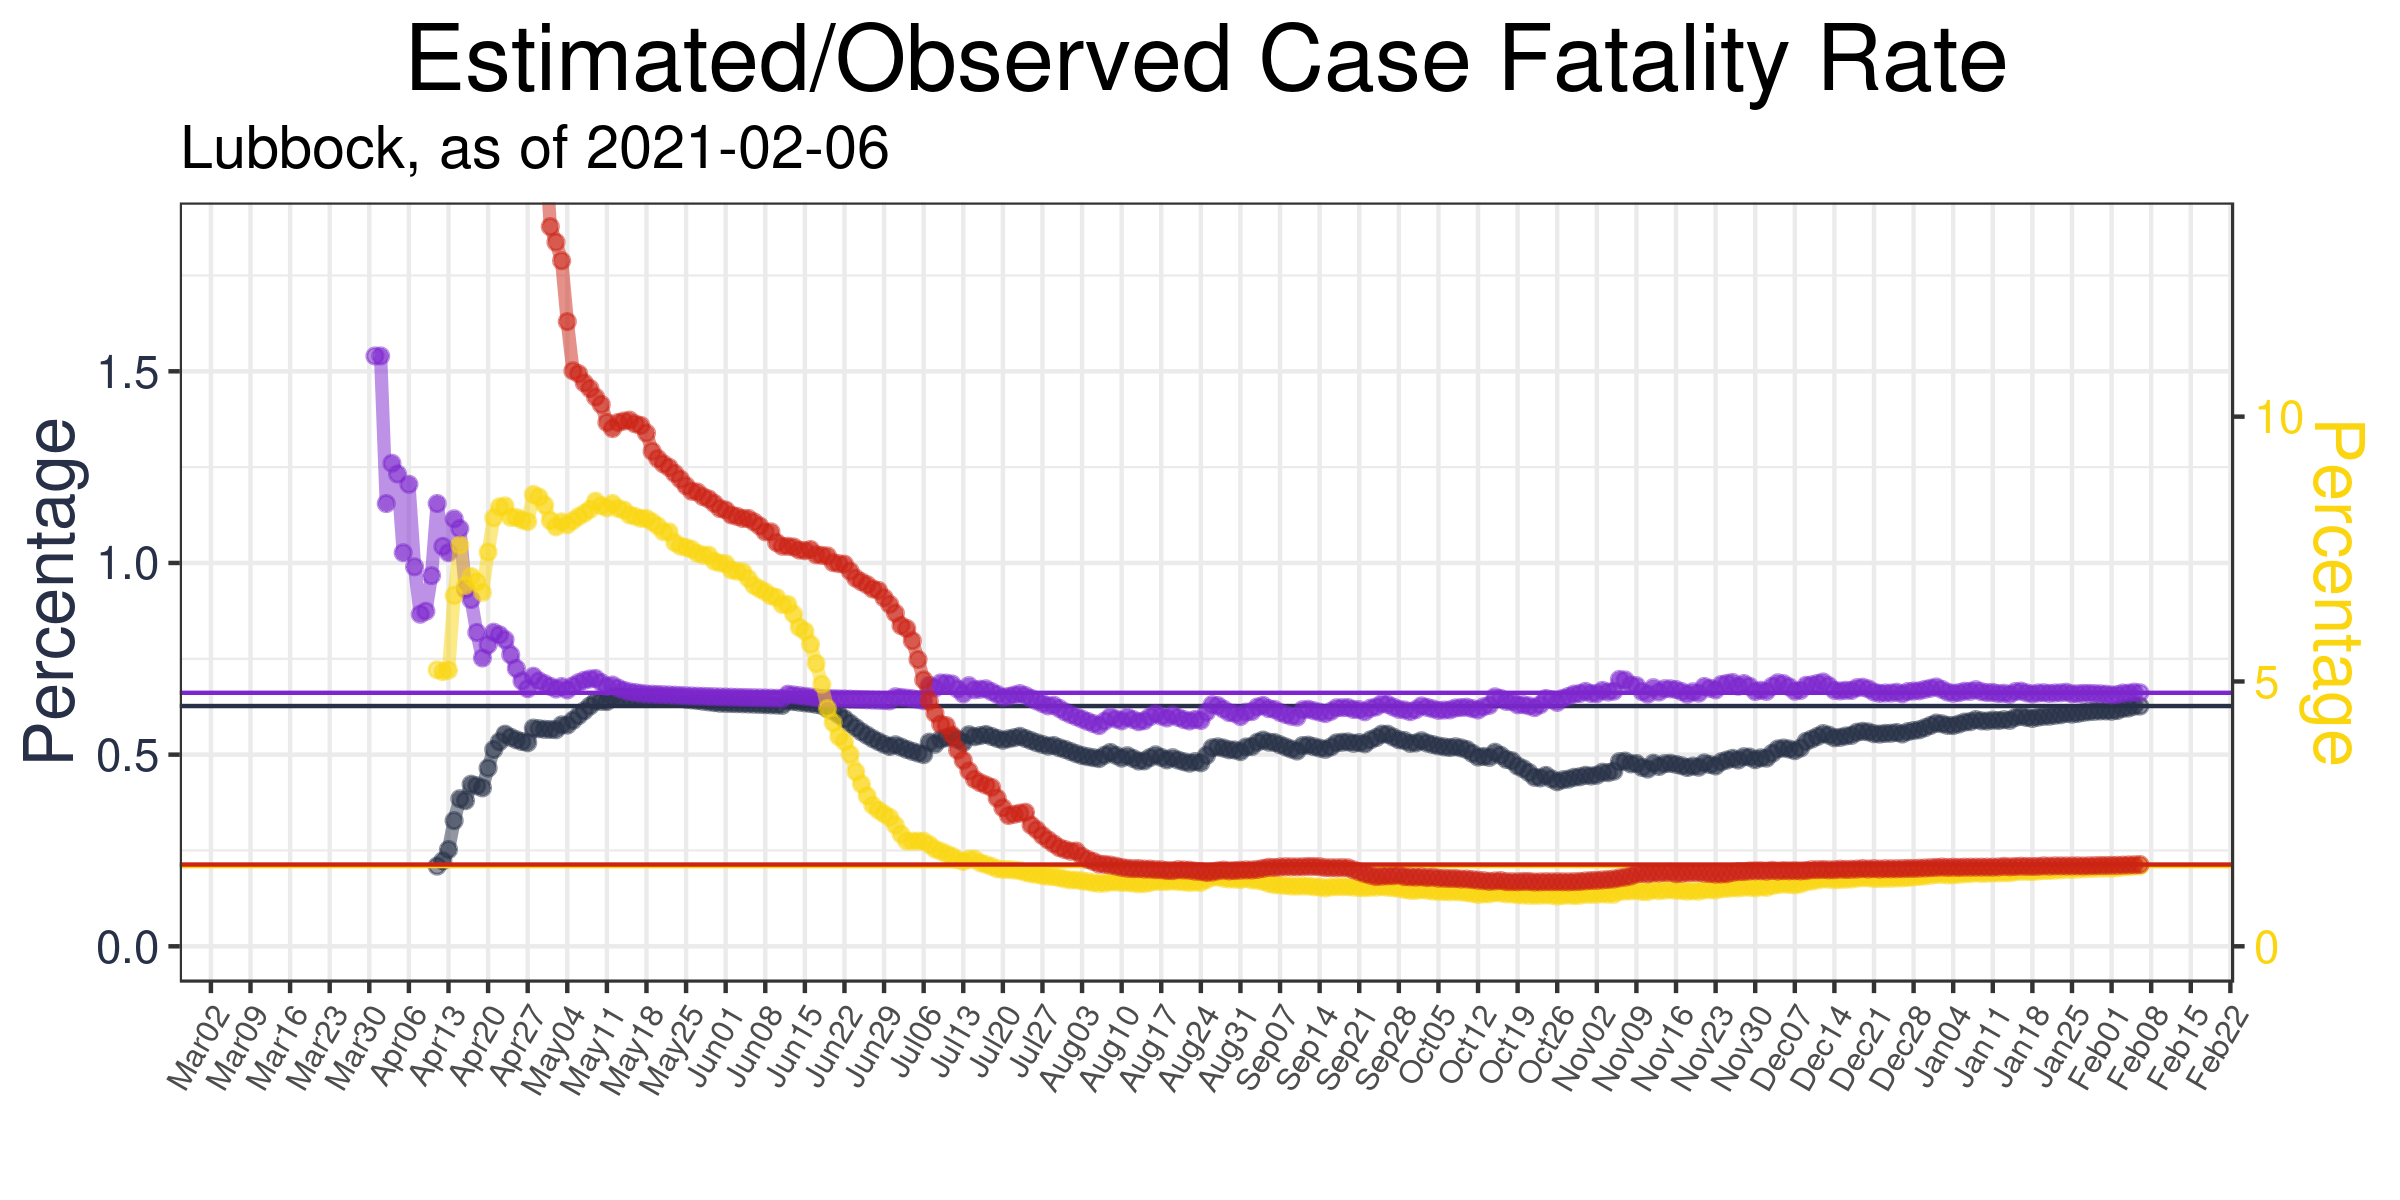 Estimated/Observed Case Fatality Rate
Lubbock, as of 2021-02-06
Percentage
1.5
1.0
0.5
0.0
10
5
0
Percentage
Mar02
Mar09
Mar16
Mar23
Mar30
Apr06
Apr13
Apr20
Apr27
May04
May11
May18
May25
Jun01
Jun08
Jun15
Jun22
Jun29
Jul06
Jul13
Jul20
Jul27
Aug03
Aug10
Aug17
Aug24
Aug31
Sep07
Sep14
Sep21
Sep28
Oct05
Oct12
Oct19
Oct26
Nov02
Nov09
Nov16
Nov23
Nov30
Dec07
Dec14
Dec21
Dec28
Dec04
Jan04
Jan11
Jan18
Jan25
Feb01
Feb08
Feb15
Feb22